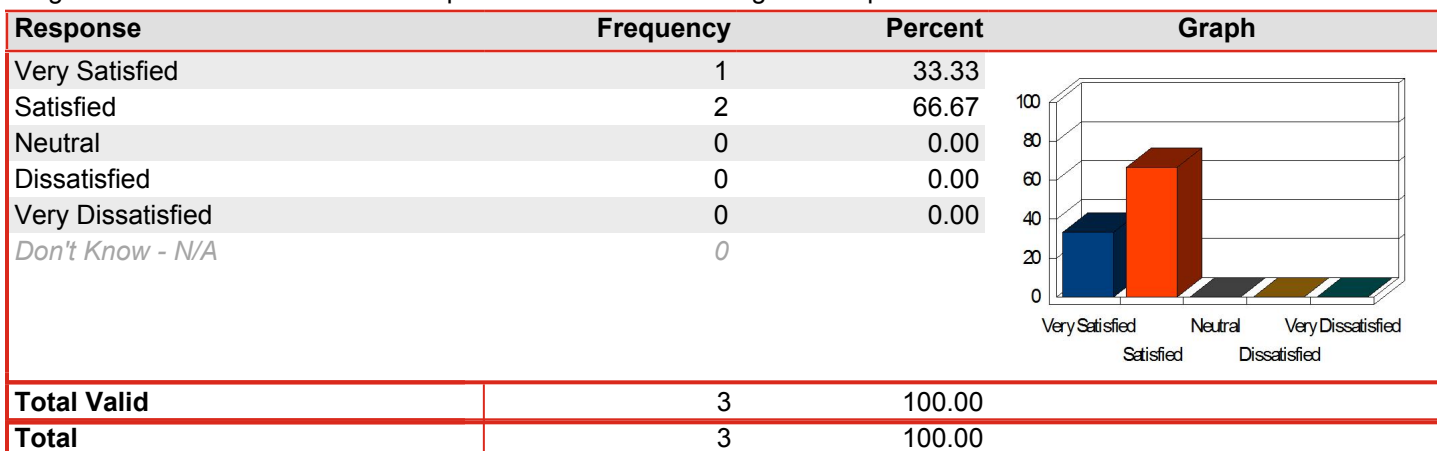 Response Frequency Percent Graph
Very Satisfied 1 33.33
Satisfied 2 66.67
Neutral 0 0.00
Dissatisfied 0 0.00
Very Dissatisfied 0 0.00
Don't Know - N/A 0
100
80
60
40
20
0
Very Satisfied Neutral Very Dissatisfied
Satisfied Dissatisfied
Total Valid 3 100.00
Total 3 100.00